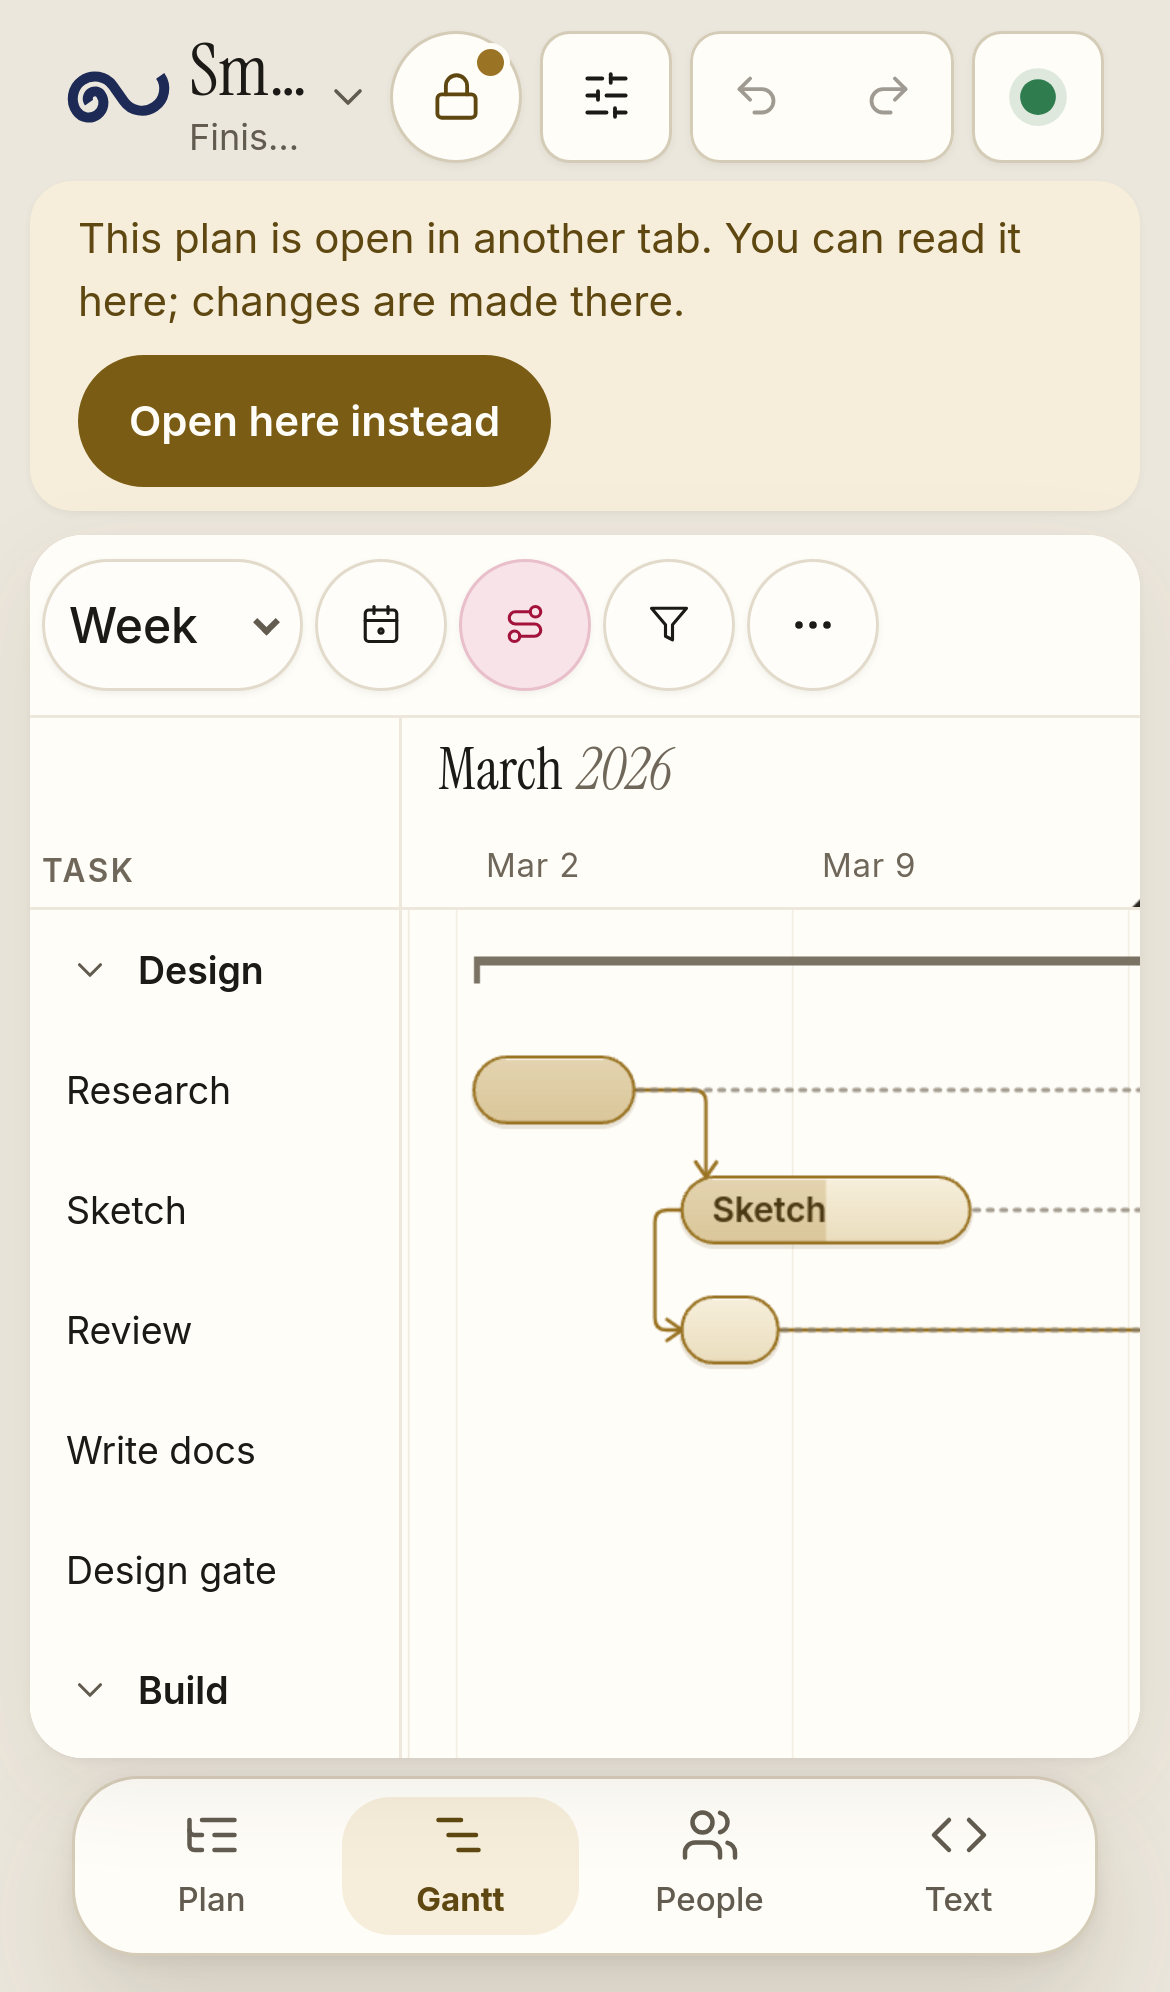 Sm...
Finis...
This plan is open in another tab. You can read it
here; changes are made there.
Open here instead
Week
March 2026
TASK
Mar 2
Mar 9
Design
Research
Sketch
Sketch
Review
Write docs
Design gate
Build
Plan
Gantt
People
Text